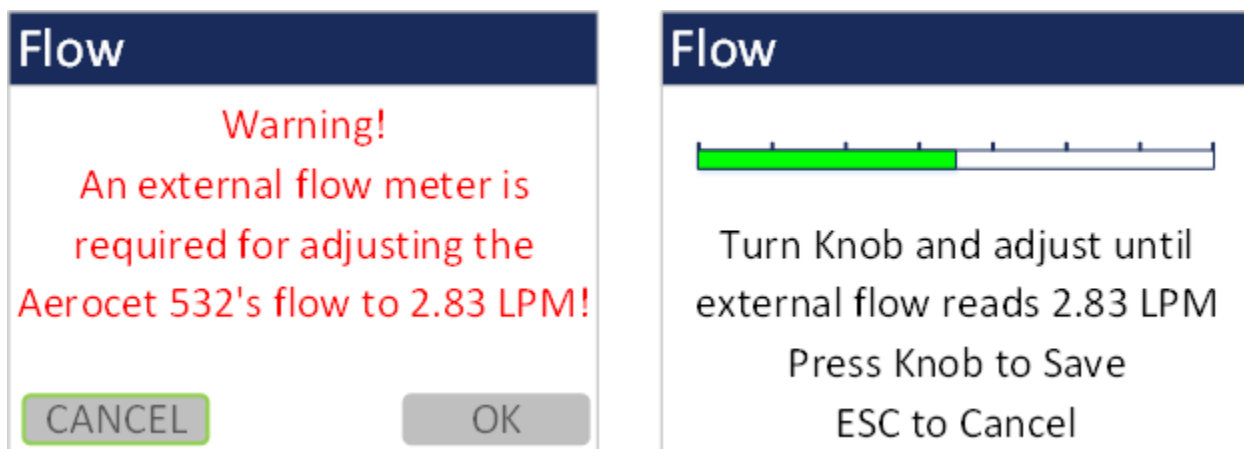 Flow
Warning!
An external flow meter is
required for adjusting the
Aerocet 532's flow to 2.83 LPM!
CANCEL
OK
Flow
Turn Knob and adjust until
external flow reads 2.83 LPM
Press Knob to Save
ESC to Cancel